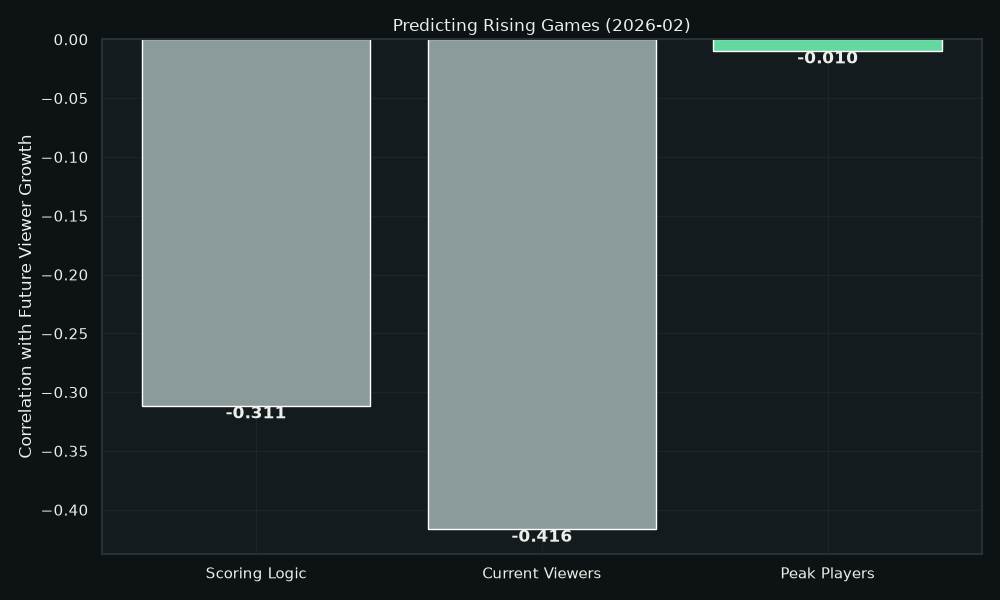 Predicting Rising Games (2026-02)
Correlation with Future Viewer Growth
0.00
−0.05
−0.10
−0.15
−0.20
−0.25
−0.30
−0.35
−0.40
-0.311
-0.416
-0.010
Scoring Logic
Current Viewers
Peak Players